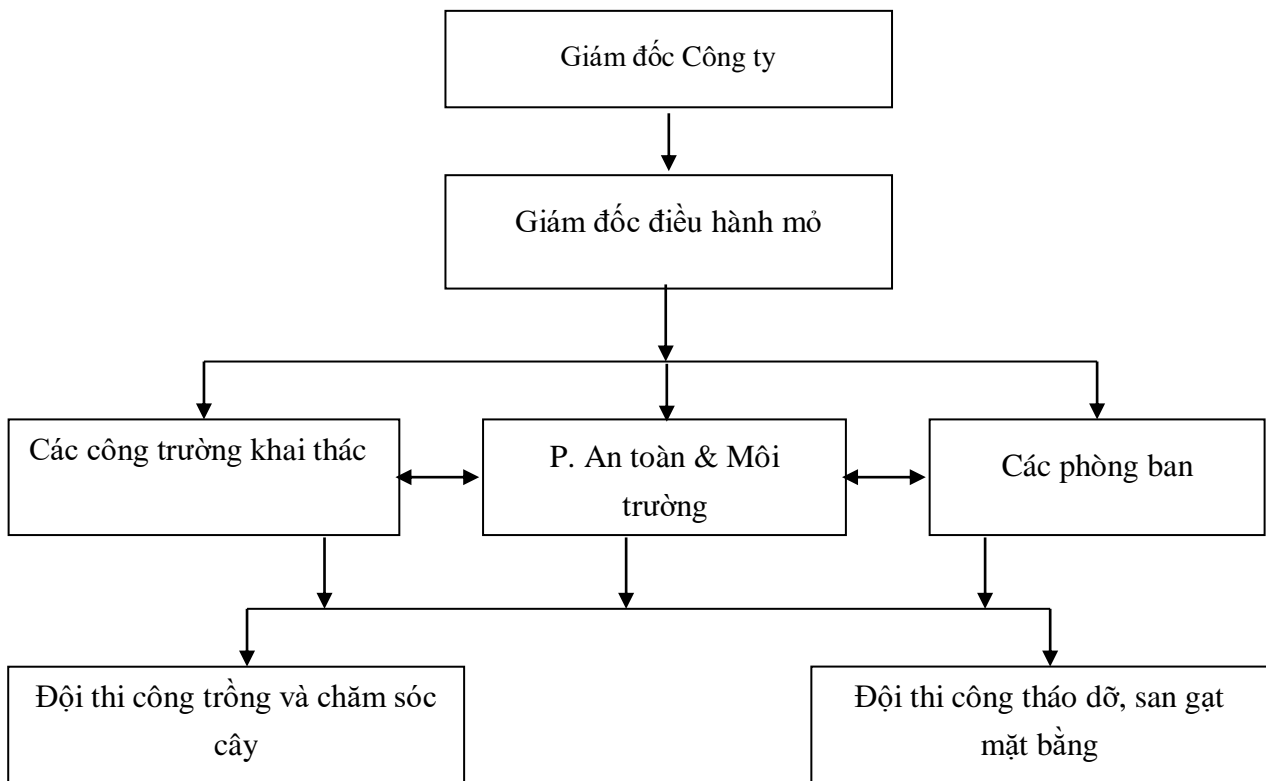 Giám đốc Công ty
Giám đốc điều hành mỏ
Các công trường khai thác
P. An toàn & Môi
trường
Các phòng ban
Đội thi công trồng và chăm sóc
cây
Đội thi công tháo dỡ, san gạt
mặt bằng